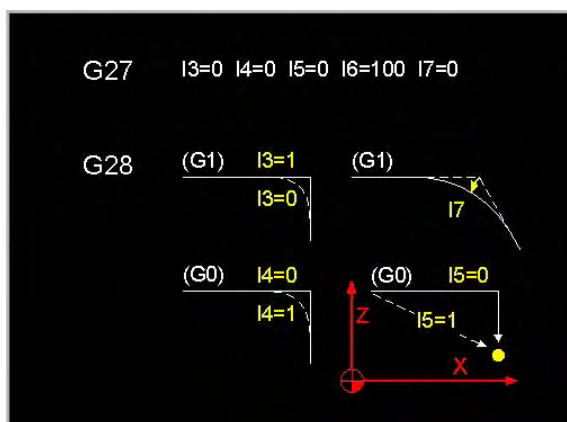 G27 I3=0 I4=0 I5=0 I6=100 I7=0
G28 (G1) I3=1 (G1)
I3=0 I7
(G0) I4=0 (G0) I5=0
I4=1 Z I5=1
X